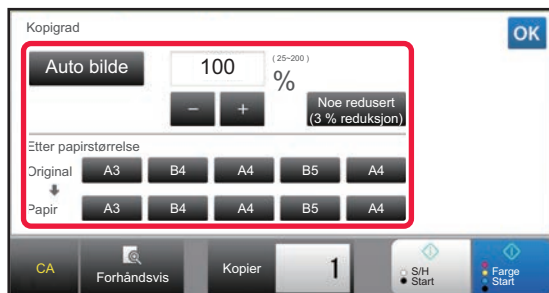 Kopigrad
OK
Auto bilde
100
(25~200)
%
−
+
Noe redusert
(3 % reduksjon)
Etter papirstørrelse
Original
A3
B4
A4
B5
A4
Papir
A3
B4
A4
B5
A4
CA
Forhåndsvis
Kopier
1
S/H
Start
Farge
Start